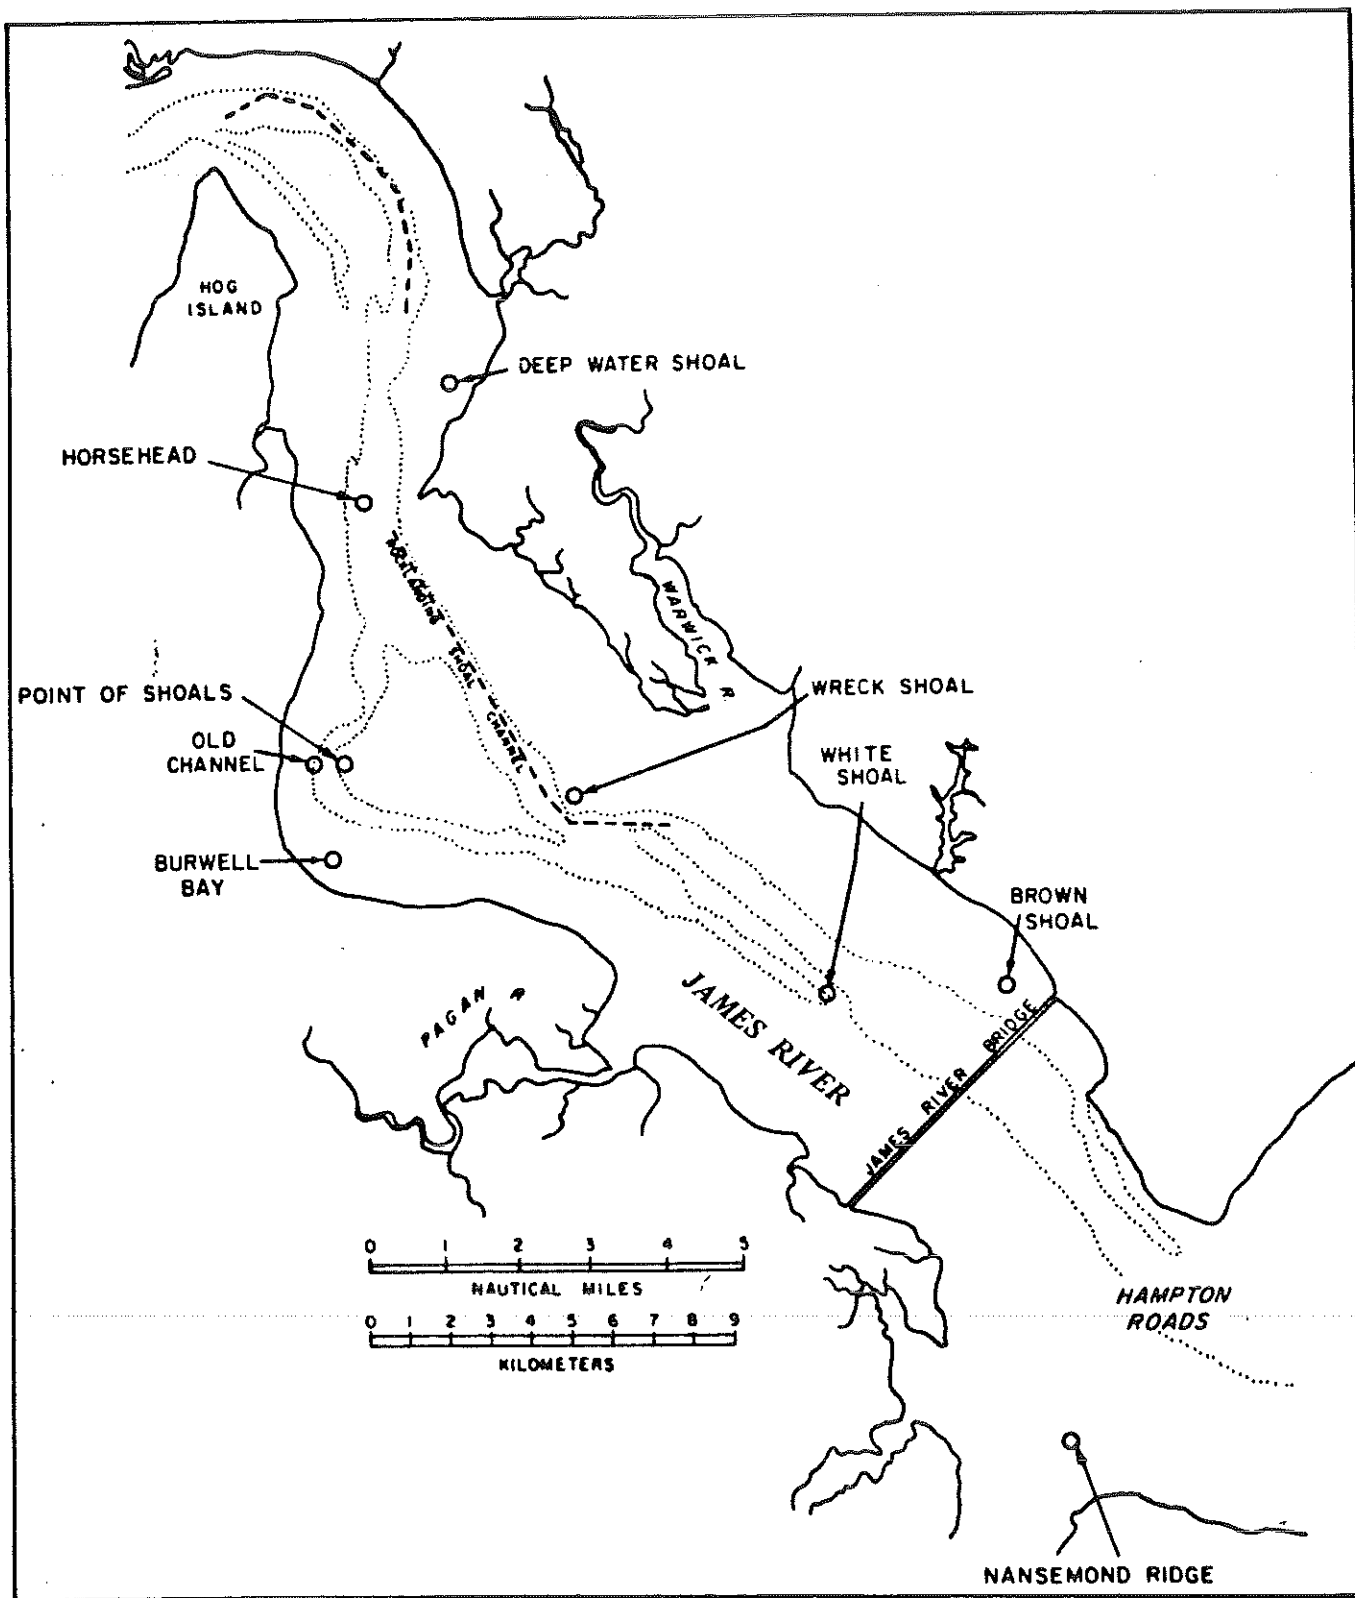 HOG
ISLAND
DEEP WATER SHOAL
HORSEHEAD
ROCKLANDING
SHOAL
CHANNEL
WARWICK R.
POINT OF SHOALS
WRECK SHOAL
OLD
CHANNEL
WHITE
SHOAL
BURWELL
BAY
BROWN
SHOAL
PAGAN R
JAMES RIVER
JAMES RIVER BRIDGE
0 1 2 3 4 5
NAUTICAL MILES
0 1 2 3 4 5 6 7 8 9
KILOMETERS
HAMPTON
ROADS
NANSEMOND RIDGE